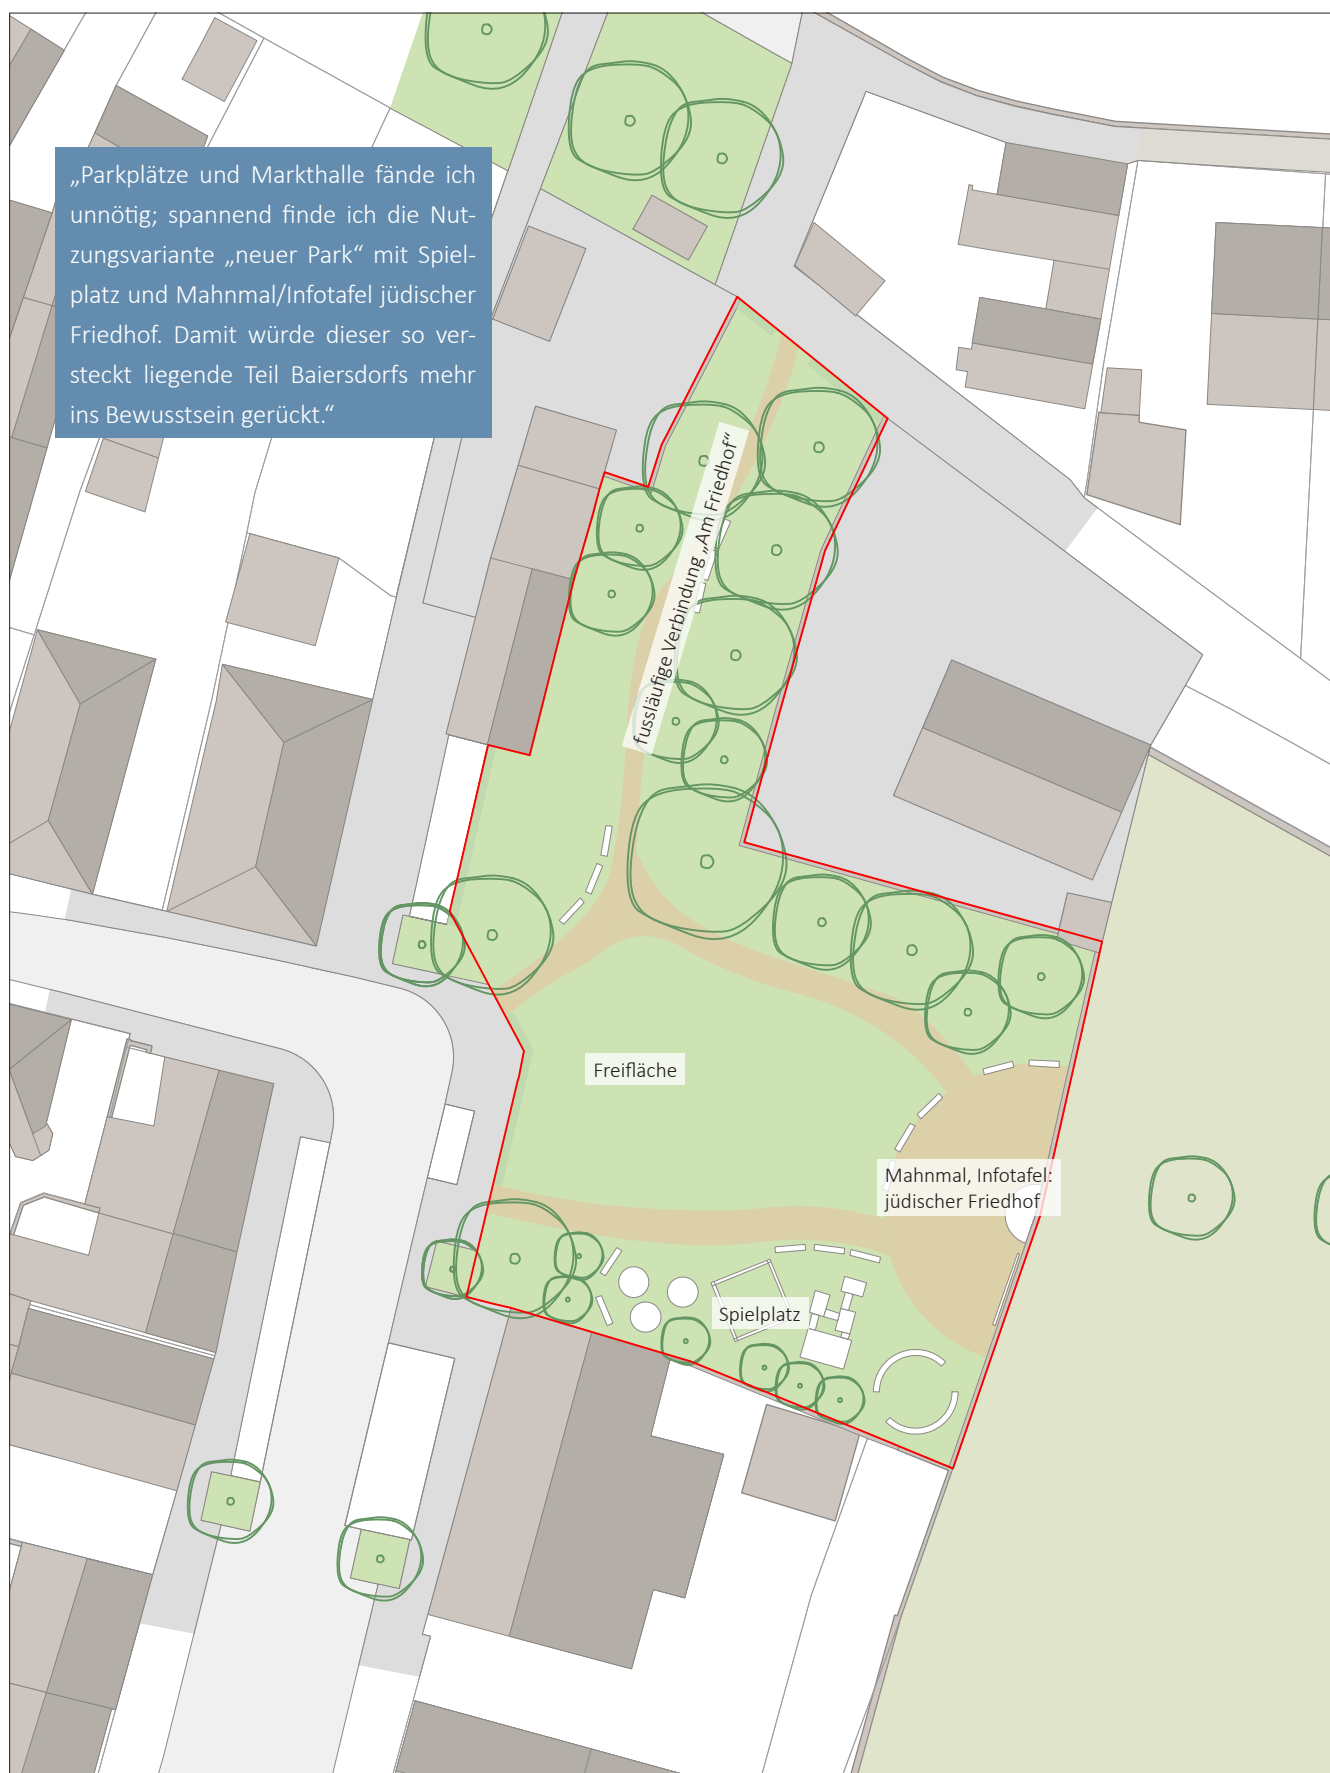 „Parkplätze und Markthalle fände ich
unnötig; spannend finde ich die Nut-
zungsvariante „neuer Park“ mit Spiel-
platz und Mahnmal/Infotafel jüdischer
Friedhof. Damit würde dieser so ver-
steckt liegende Teil Baiersdorfs mehr
ins Bewusstsein gerückt.“
fussläufige Verbindung „Am Friedhof“
Freifläche
Mahnmal, Infotafel:
jüdischer Friedhof
Spielplatz